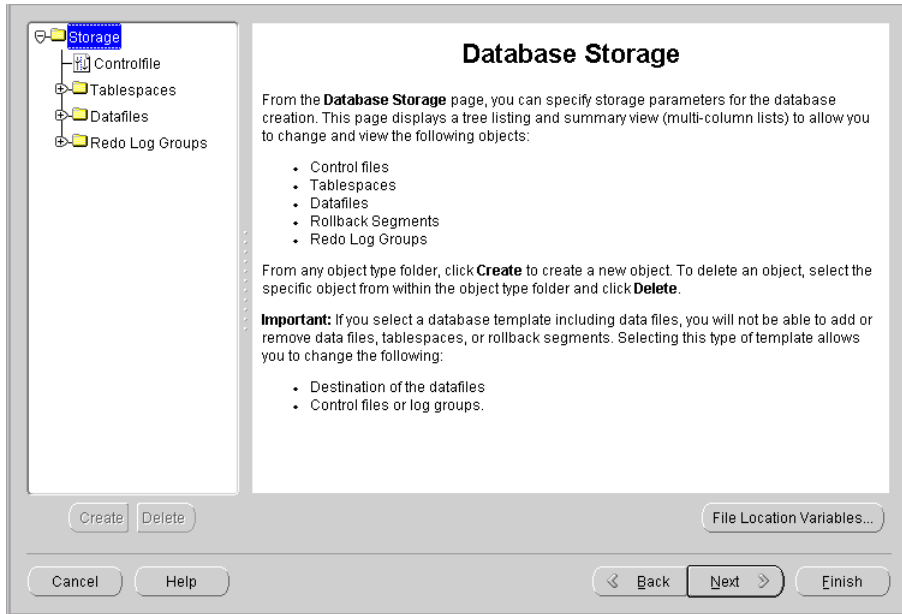 Storage
Controlfile
Tablespaces
Datafiles
Redo Log Groups
Database Storage
From the Database Storage page, you can specify storage parameters for the database
creation. This page displays a tree listing and summary view (multi-column lists) to allow you
to change and view the following objects:
• Control files
• Tablespaces
• Datafiles
• Rollback Segments
• Redo Log Groups
From any object type folder, click Create to create a new object. To delete an object, select the
specific object from within the object type folder and click Delete.
Important: If you select a database template including data files, you will not be able to add or
remove data files, tablespaces, or rollback segments. Selecting this type of template allows
you to change the following:
• Destination of the datafiles
• Control files or log groups.
Create Delete
File Location Variables...
Cancel Help Back Next Finish